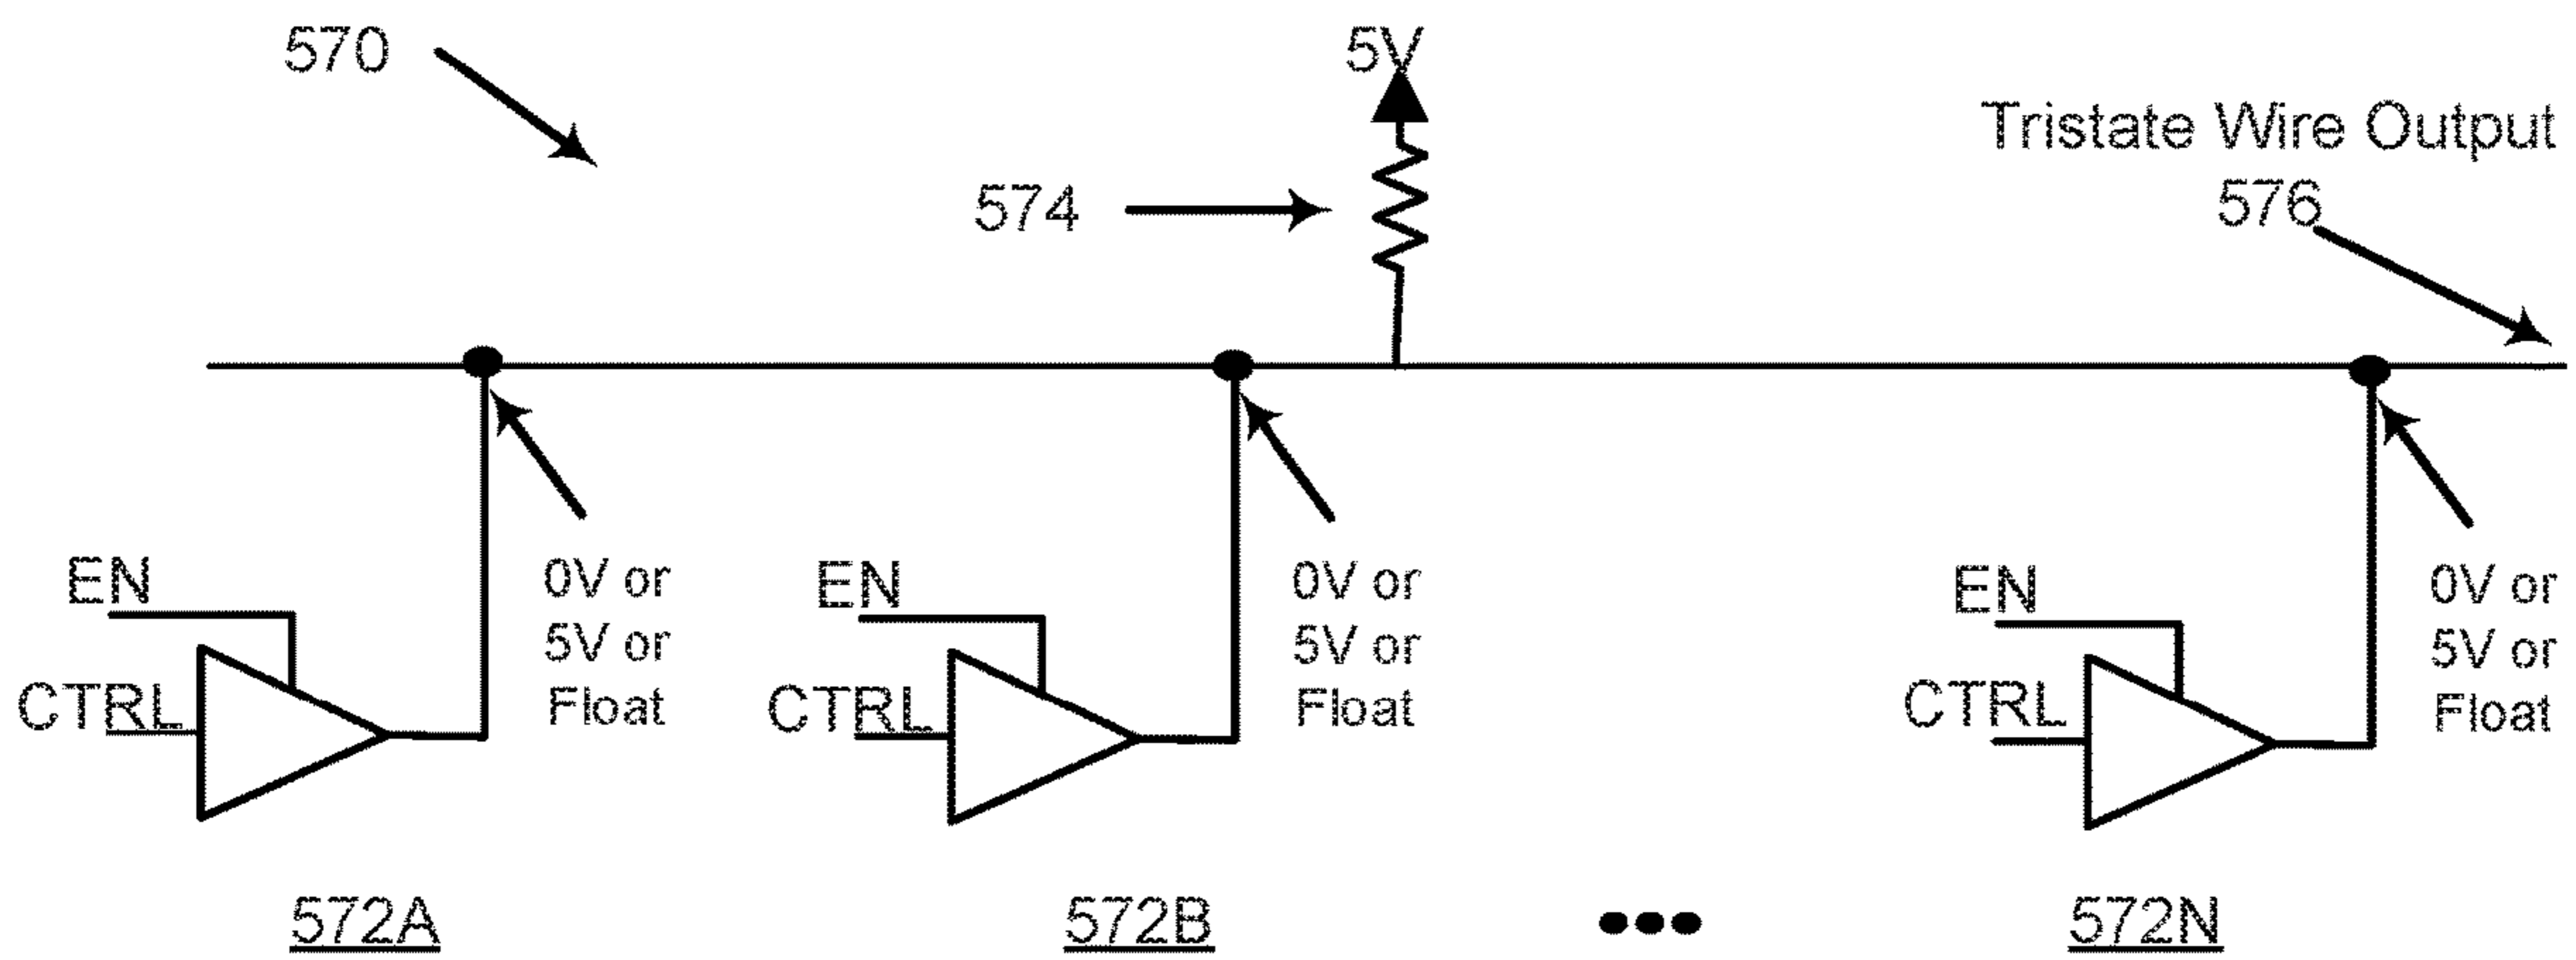 570
5V
Tristate Wire Output
574
576
EN
0V or
5V or
Float
CTRL
EN
0V or
5V or
Float
CTRL
EN
0V or
5V or
Float
CTRL
572A
572B
572N